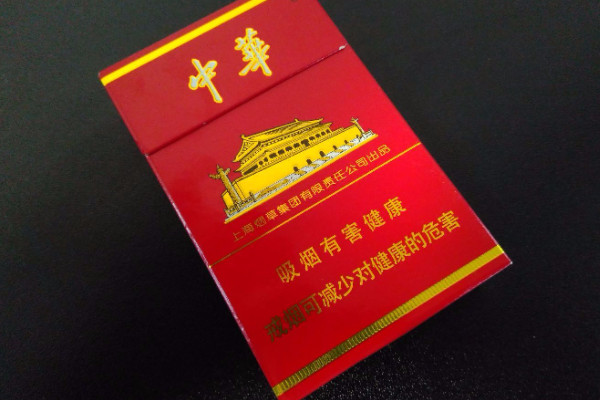 中華
上海烟草集团有限责任公司出品
吸烟有害健康
戒烟可减少对健康的危害